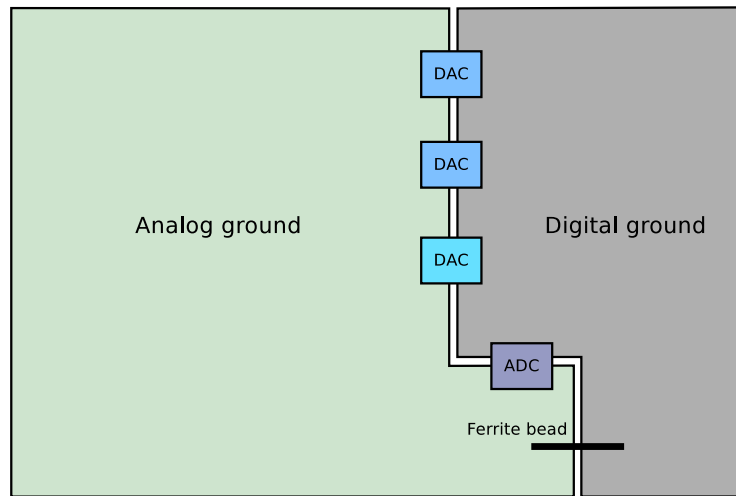 DAC
DAC
Analog ground
Digital ground
DAC
ADC
Ferrite bead